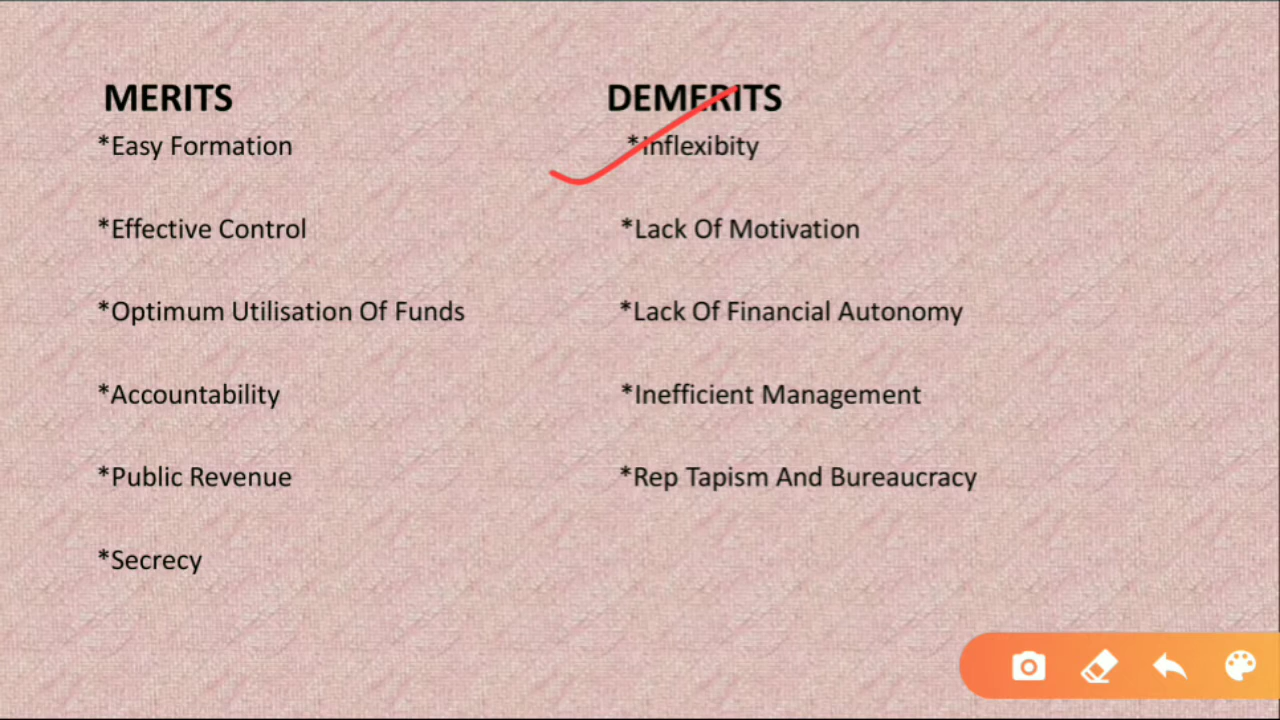 MERITS
*Easy Formation
*Effective Control
*Optimum Utilisation Of Funds
*Accountability
*Public Revenue
*Secrecy
DEMERITS
*Inflexibity
*Lack Of Motivation
*Lack Of Financial Autonomy
*Inefficient Management
*Rep Tapism And Bureaucracy